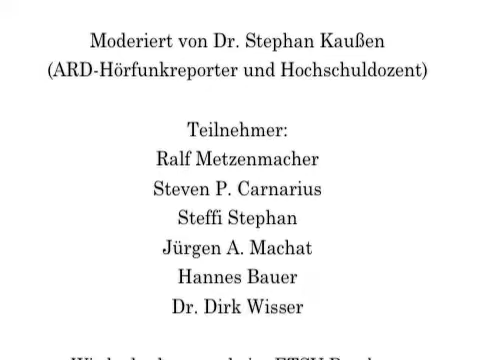 Moderiert von Dr. Stephan Kaußen
(ARD-Hörfunkreporter und Hochschuldozent)
Teilnehmer:
Ralf Metzenmacher
Steven P. Carnarius
Steffi Stephan
Jürgen A. Machat
Hannes Bauer
Dr. Dirk Wisser